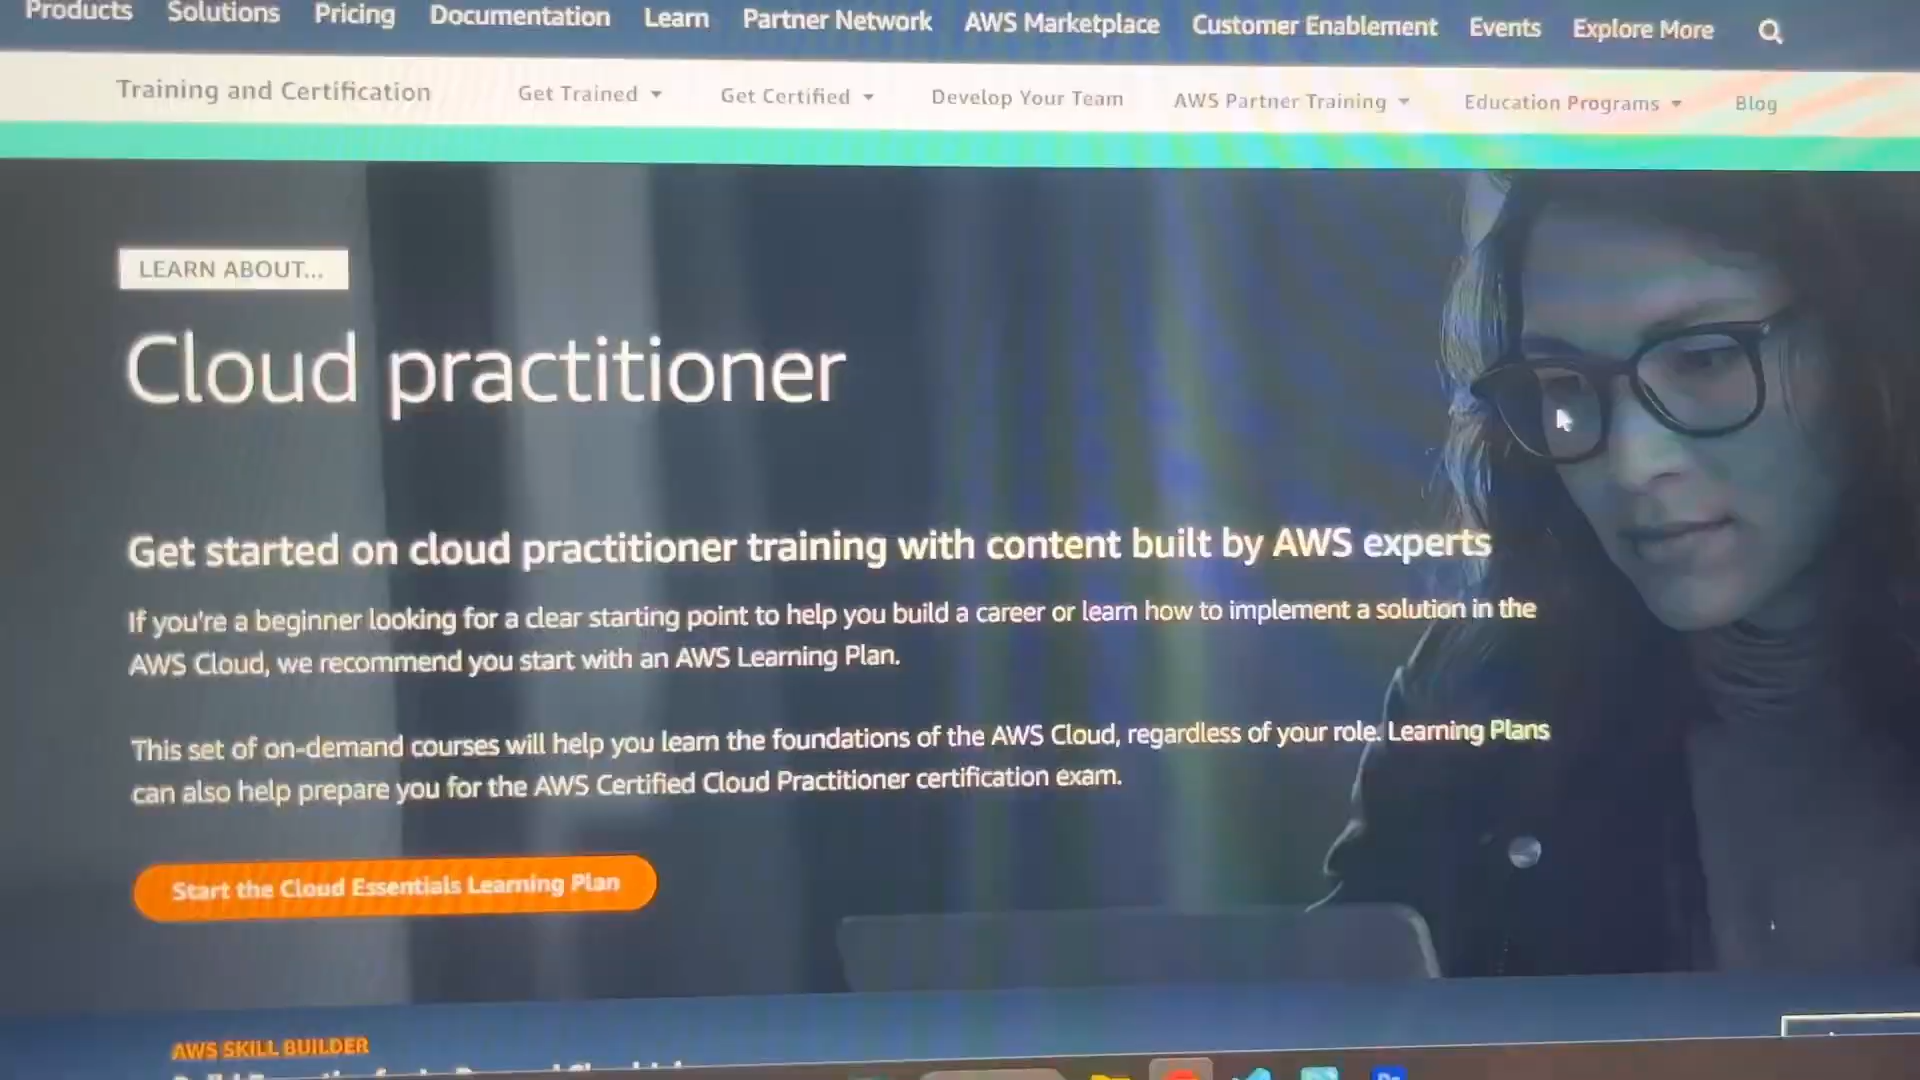 Products Solutions Pricing Documentation Learn Partner Network AWS Marketplace Customer Enablement Events Explore More
Training and Certification Get Trained Get Certified Develop Your Team AWS Partner Training Education Programs Blog
LEARN ABOUT...
Cloud practitioner
Get started on cloud practitioner training with content built by AWS experts
If you're a beginner looking for a clear starting point to help you build a career or learn how to implement a solution in the
AWS Cloud, we recommend you start with an AWS Learning Plan.
This set of on-demand courses will help you learn the foundations of the AWS Cloud, regardless of your role. Learning Plans
can also help prepare you for the AWS Certified Cloud Practitioner certification exam.
Start the Cloud Essentials Learning Plan
AWS SKILL BUILDER